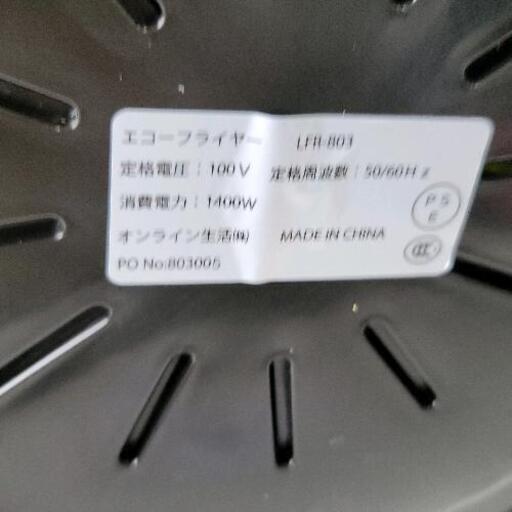 エコーフライヤー LFR-803
定格電圧：100V 定格周波数：50/60Hz
消費電力：1400W
PSE
オンライン生活㈱ MADE IN CHINA
CCC
PO No:803005